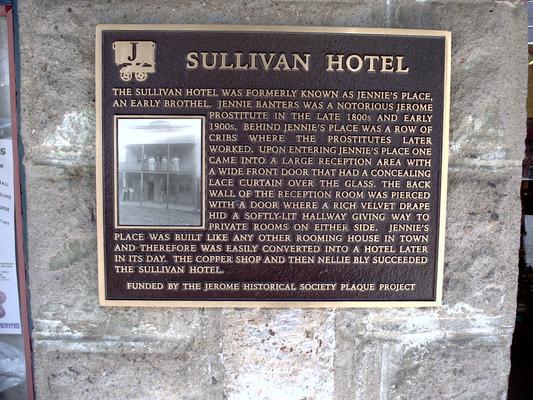 J
SULLIVAN HOTEL
THE SULLIVAN HOTEL WAS FORMERLY KNOWN AS JENNIE'S PLACE,
AN EARLY BROTHEL. JENNIE BANTERS WAS A NOTORIOUS JEROME
PROSTITUTE IN THE LATE 1800s AND EARLY
1900s. BEHIND JENNIE'S PLACE WAS A ROW OF
CRIBS WHERE THE PROSTITUTES LATER
WORKED. UPON ENTERING JENNIE'S PLACE ONE
CAME INTO A LARGE RECEPTION AREA WITH
A WIDE FRONT DOOR THAT HAD A CONCEALING
LACE CURTAIN OVER THE GLASS. THE BACK
WALL OF THE RECEPTION ROOM WAS PIERCED
WITH A DOOR WHERE A RICH VELVET DRAPE
HID A SOFTLY-LIT HALLWAY GIVING WAY TO
PRIVATE ROOMS ON EITHER SIDE. JENNIE'S
PLACE WAS BUILT LIKE ANY OTHER ROOMING HOUSE IN TOWN
AND THEREFORE WAS EASILY CONVERTED INTO A HOTEL LATER
IN ITS DAY. THE COPPER SHOP AND THEN NELLIE BLY SUCCEEDED
THE SULLIVAN HOTEL.
FUNDED BY THE JEROME HISTORICAL SOCIETY PLAQUE PROJECT